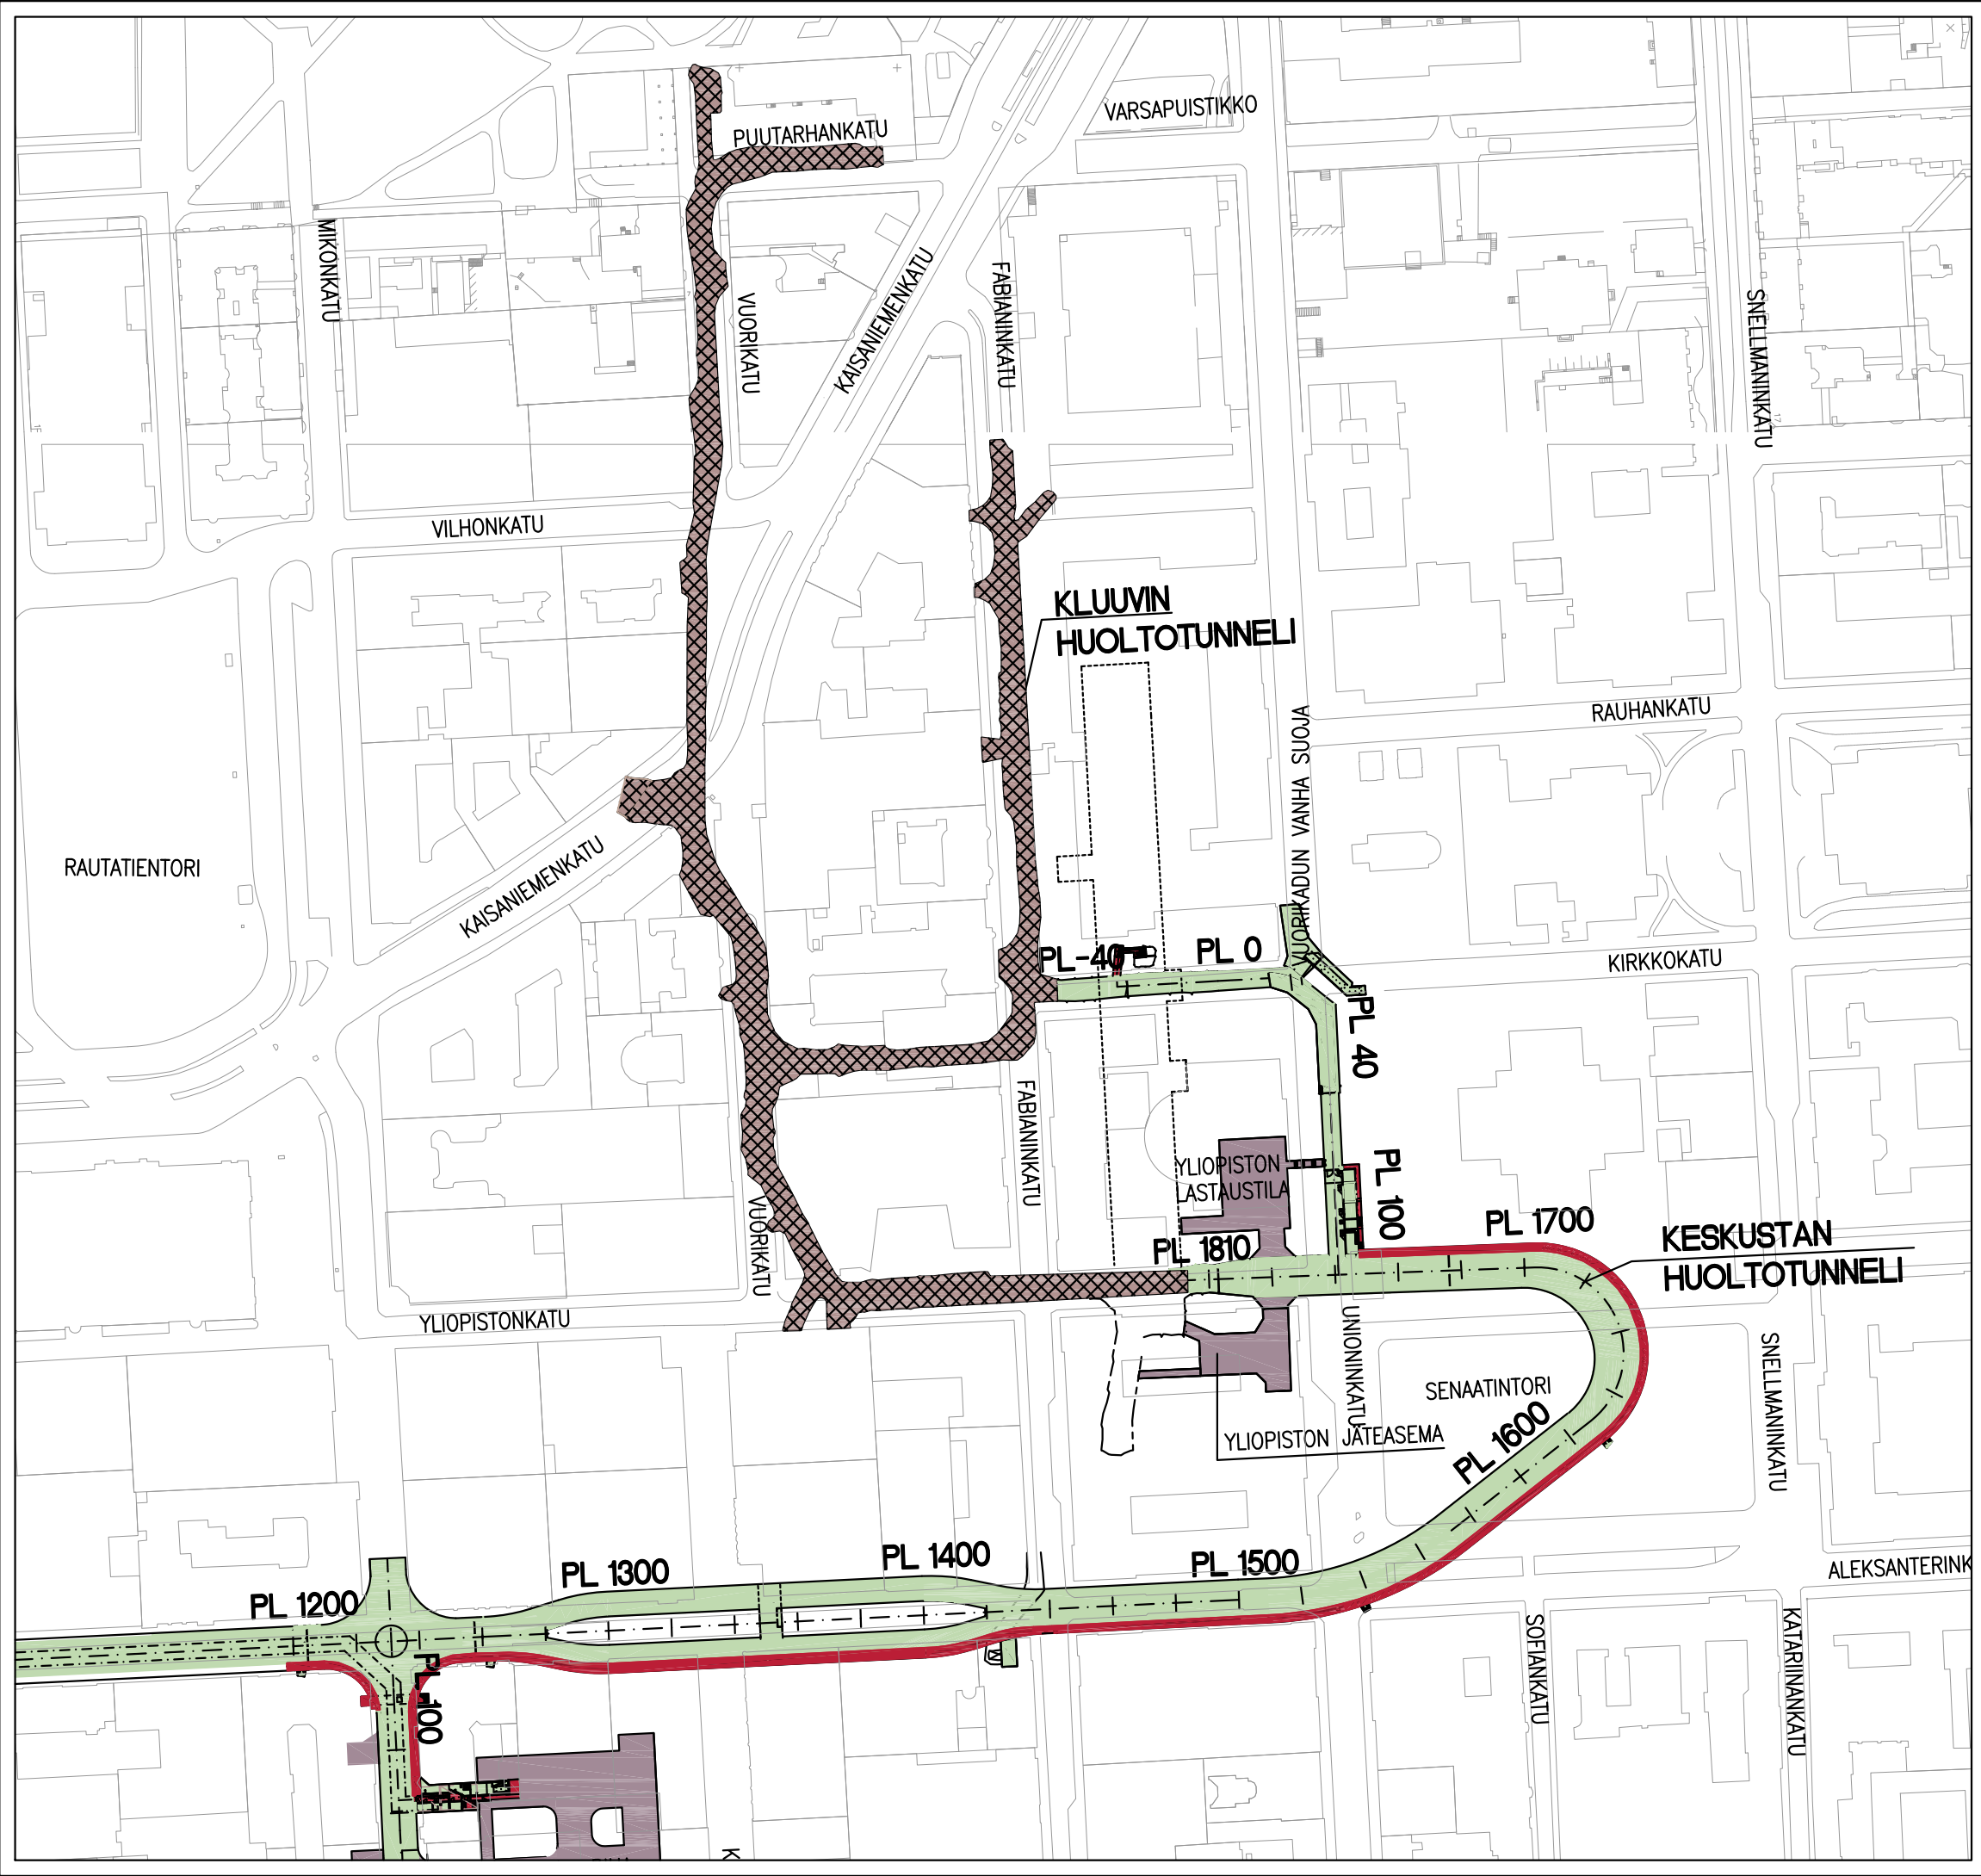 VARSAPUISTIKKO
PUUTARHANKATU
MIKONKATU
VUORIKATU
KAISANIEMENKATU
FABIANINKATU
SNELLMANINKATU
17
VILHONKATU
KLUUVIN
HUOLTOTUNNELI
RAUHANKATU
VUORIKADUN VANHA SUOJA
RAUTATIENTORI
KAISANIEMENKATU
PL-40
PL 0
KIRKKOKATU
PL 40
FABIANINKATU
YLIOPISTON
LASTAUSTILA
PL 100
VUORIKATU
PL 1810
PL 1700
KESKUSTAN
HUOLTOTUNNELI
YLIOPISTONKATU
UNIONINKATU
SNELLMANINKATU
SENAATINTORI
YLIOPISTON JÄTEASEMA
PL 1600
PL 1200
PL 1300
PL 1400
PL 1500
ALEKSANTERINK
SOFIANKATU
KATARIINANKATU
PL 100
K